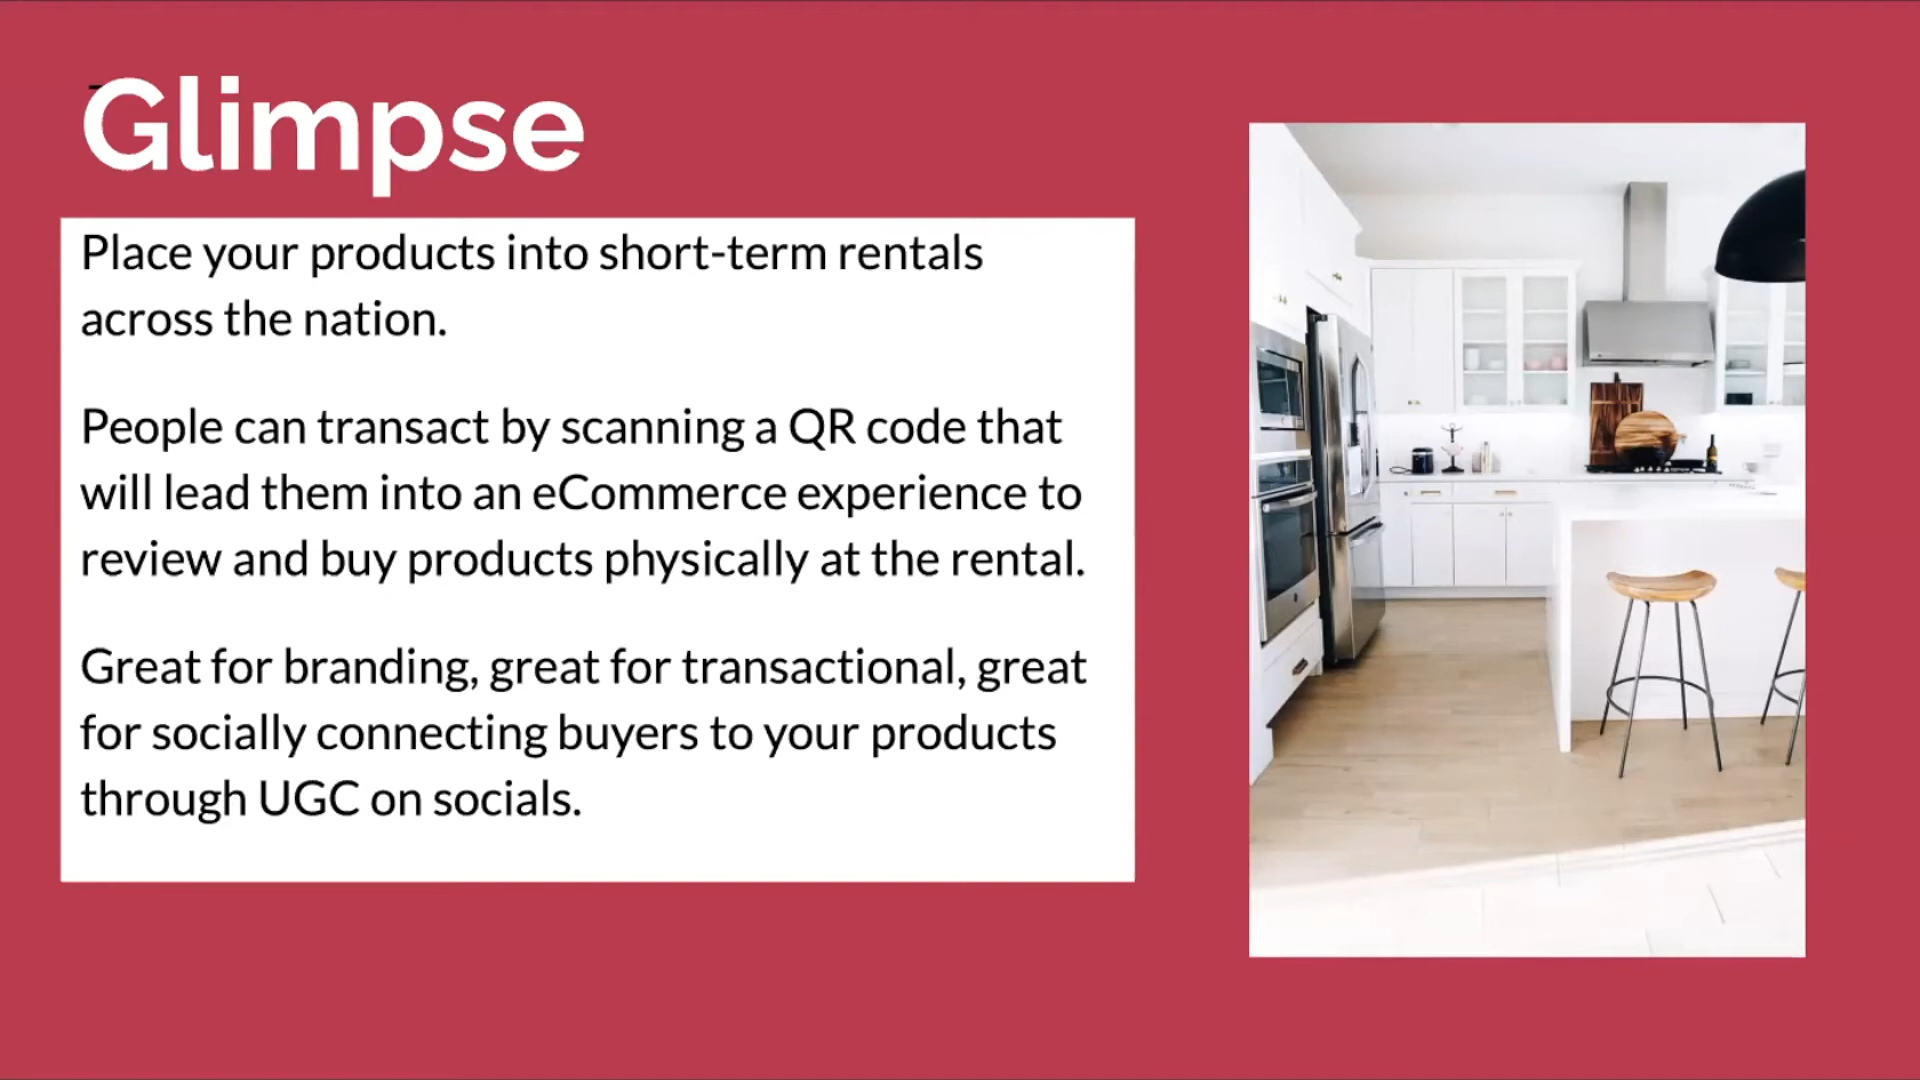 Glimpse
Place your products into short-term rentals
across the nation.
People can transact by scanning a QR code that
will lead them into an eCommerce experience to
review and buy products physically at the rental.
Great for branding, great for transactional, great
for socially connecting buyers to your products
through UGC on socials.